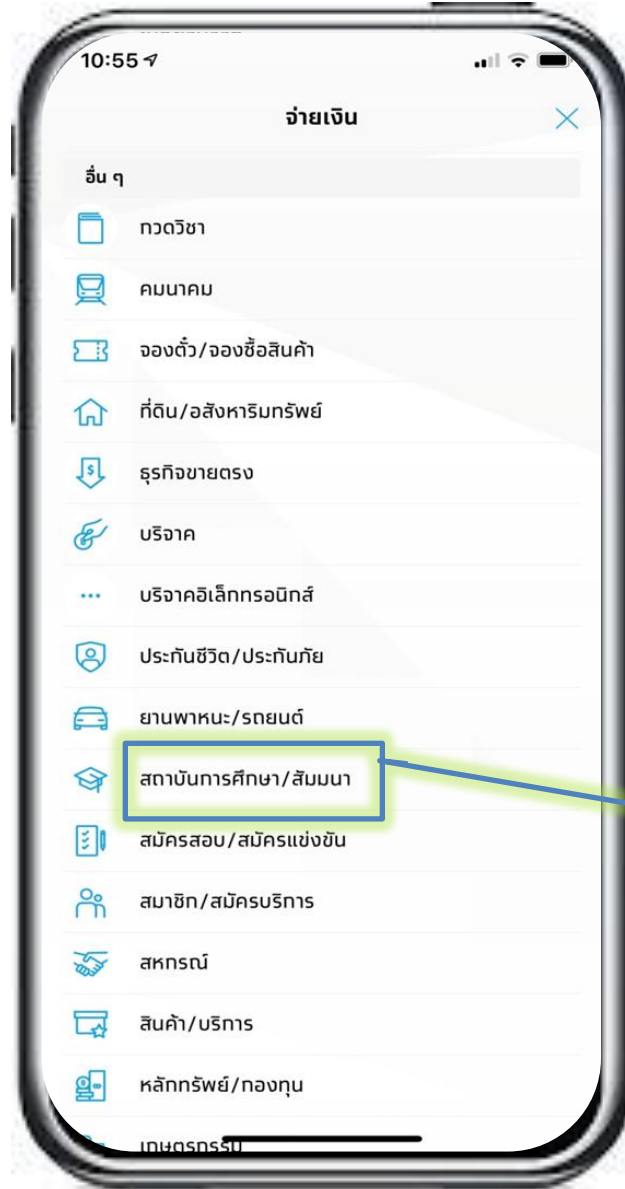 10:55
จ่ายเงิน
อื่น ๆ
กวดวิชา
คมนาคม
จองตั๋ว/จองซื้อสินค้า
ที่ดิน/อสังหาริมทรัพย์
ธุรกิจขายตรง
บริจาค
บริจาคอิเล็กทรอนิกส์
ประกันชีวิต/ประกันภัย
ยานพาหนะ/รถยนต์
สถาบันการศึกษา/สัมมนา
สมัครสอบ/สมัครแข่งขัน
สมาชิก/สมัครบริการ
สหกรณ์
สินค้า/บริการ
หลักทรัพย์/กองทุน
เกษตรกรรม